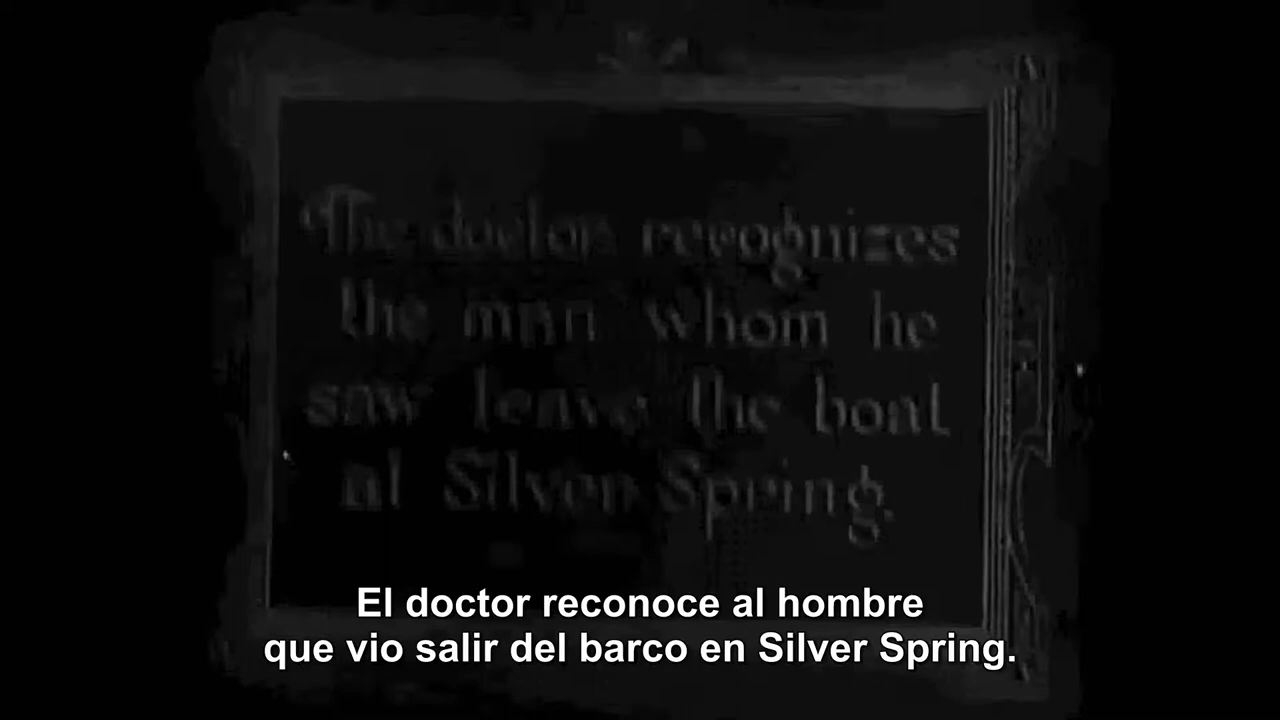 The doctor recognizes
the man whom he
saw leave the boat
at Silver Spring.
El doctor reconoce al hombre
que vio salir del barco en Silver Spring.